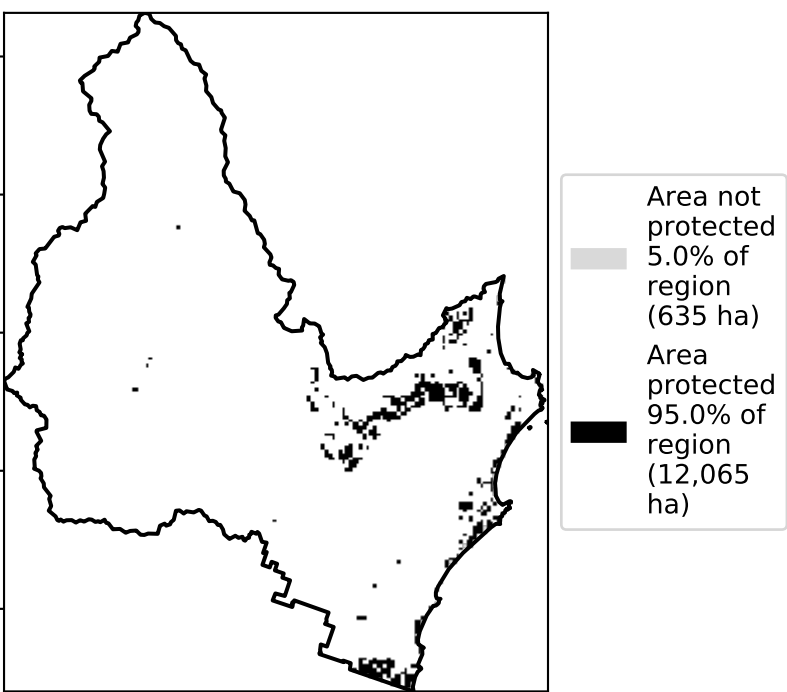 Area not
protected
5.0% of
region
(635 ha)
Area
protected
95.0% of
region
(12,065
ha)